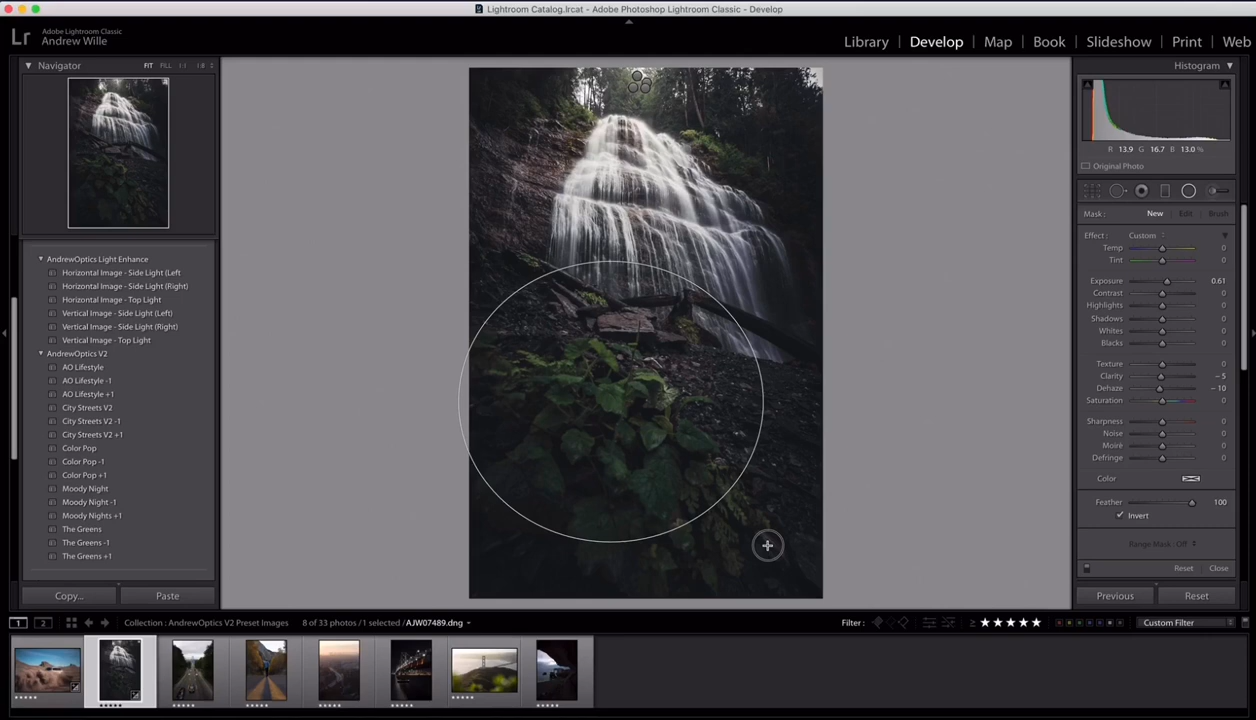 Lightroom Catalog.lrcat - Adobe Photoshop Lightroom Classic - Develop
Lr Adobe Lightroom Classic
Andrew Wille
Library | Develop | Map | Book | Slideshow | Print | Web
Navigator FIT FILL 1:1 1:8
AndrewOptics Light Enhance
Horizontal Image - Side Light (Left
Horizontal Image - Side Light (Right)
Horizontal Image - Top Light
Vertical Image - Side Light (Left)
Vertical Image - Side Light (Right)
Vertical Image - Top Light
AndrewOptics V2
AO Lifestyle
AO Lifestyle -1
AO Lifestyle +1
City Streets V2
City Streets V2 -1
City Streets V2 +1
Color Pop
Color Pop -1
Color Pop +1
Moody Night
Moody Night -1
Moody Nights +1
The Greens
The Greens -1
The Greens +1
Copy... Paste
Histogram
R 13.9 G 16.7 B 13.0 %
Original Photo
Mask : New Edit Brush
Effect : Custom
Temp 0
Tint 0
Exposure 0.61
Contrast 0
Highlights 0
Shadows 0
Whites 0
Blacks 0
Texture 0
Clarity – 5
Dehaze – 10
Saturation 0
Sharpness 0
Noise 0
Moiré 0
Defringe 0
Color
Feather 100
Invert
Range Mask : Off
Reset Close
Previous Reset
1 2 Collection : AndrewOptics V2 Preset Images 8 of 33 photos / 1 selected / AJW07489.dng
Filter : ≥ ★★★★★ Custom Filter